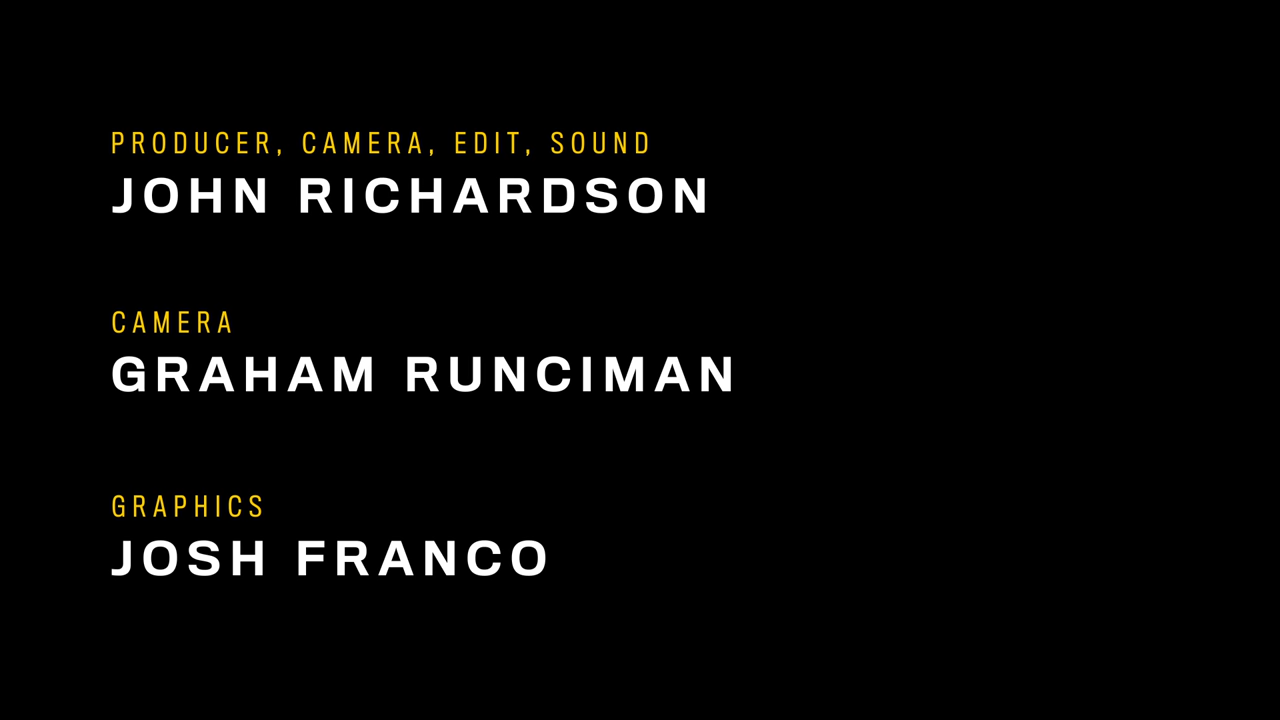 PRODUCER, CAMERA, EDIT, SOUND
JOHN RICHARDSON
CAMERA
GRAHAM RUNCIMAN
GRAPHICS
JOSH FRANCO